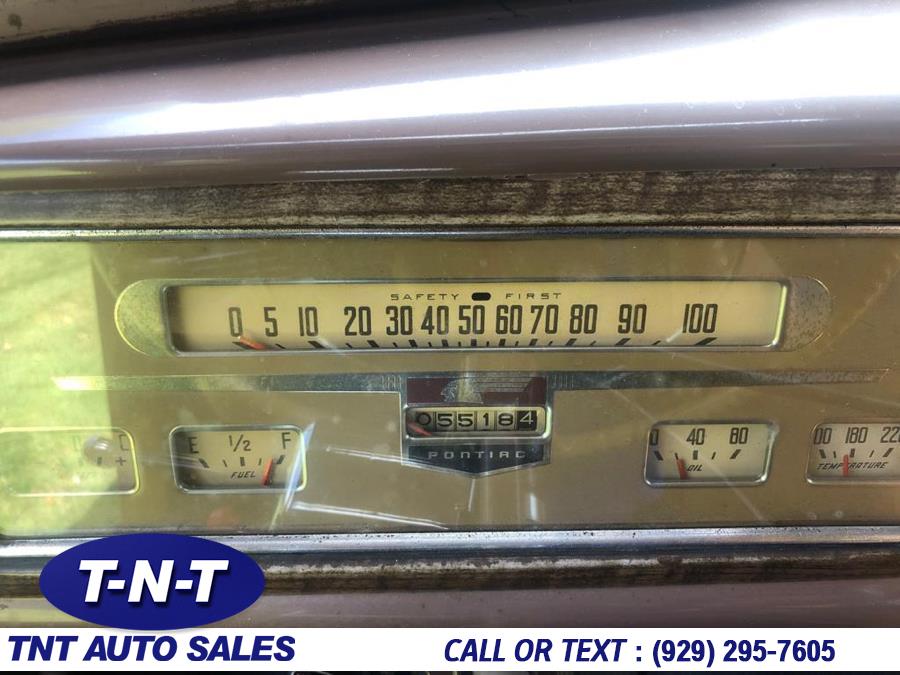 SAFETY FIRST
0 5 10 20 30 40 50 60 70 80 90 100
055184
PONTIAC
C
+
E 1/2 F
FUEL
0 40 80
OIL
180
TEMPERATURE
T-N-T
TNT AUTO SALES
CALL OR TEXT : (929) 295-7605